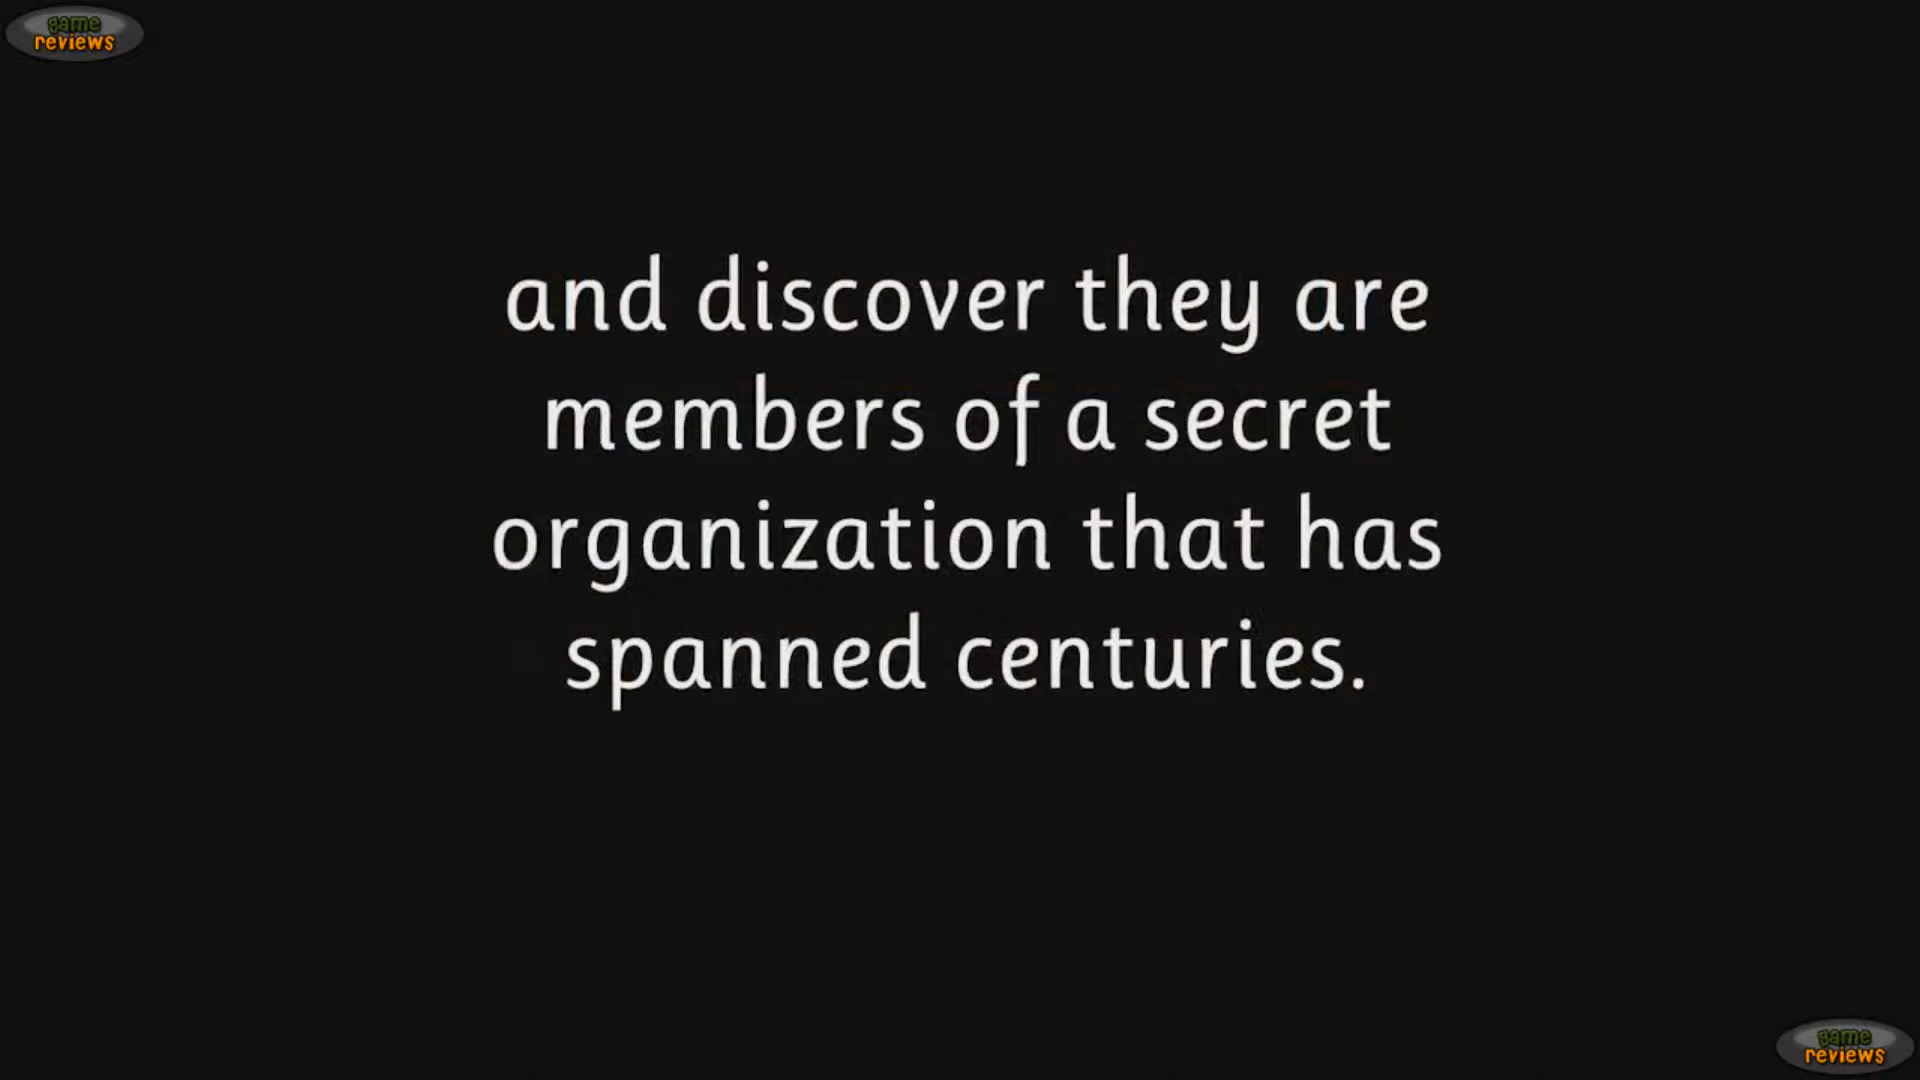 game
reviews
and discover they are
members of a secret
organization that has
spanned centuries.
game
reviews